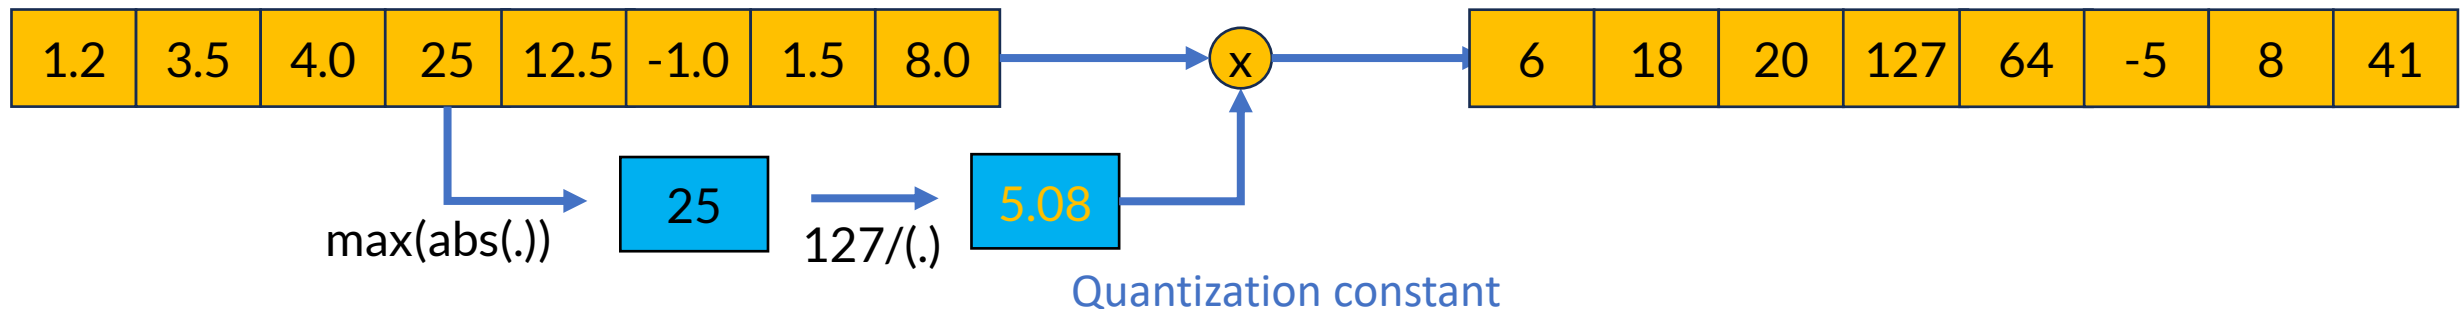 1.2 3.5 4.0 25 12.5 -1.0 1.5 8.0 x 6 18 20 127 64 -5 8 41
25 5.08
max(abs(.)) 127/(.)
Quantization constant